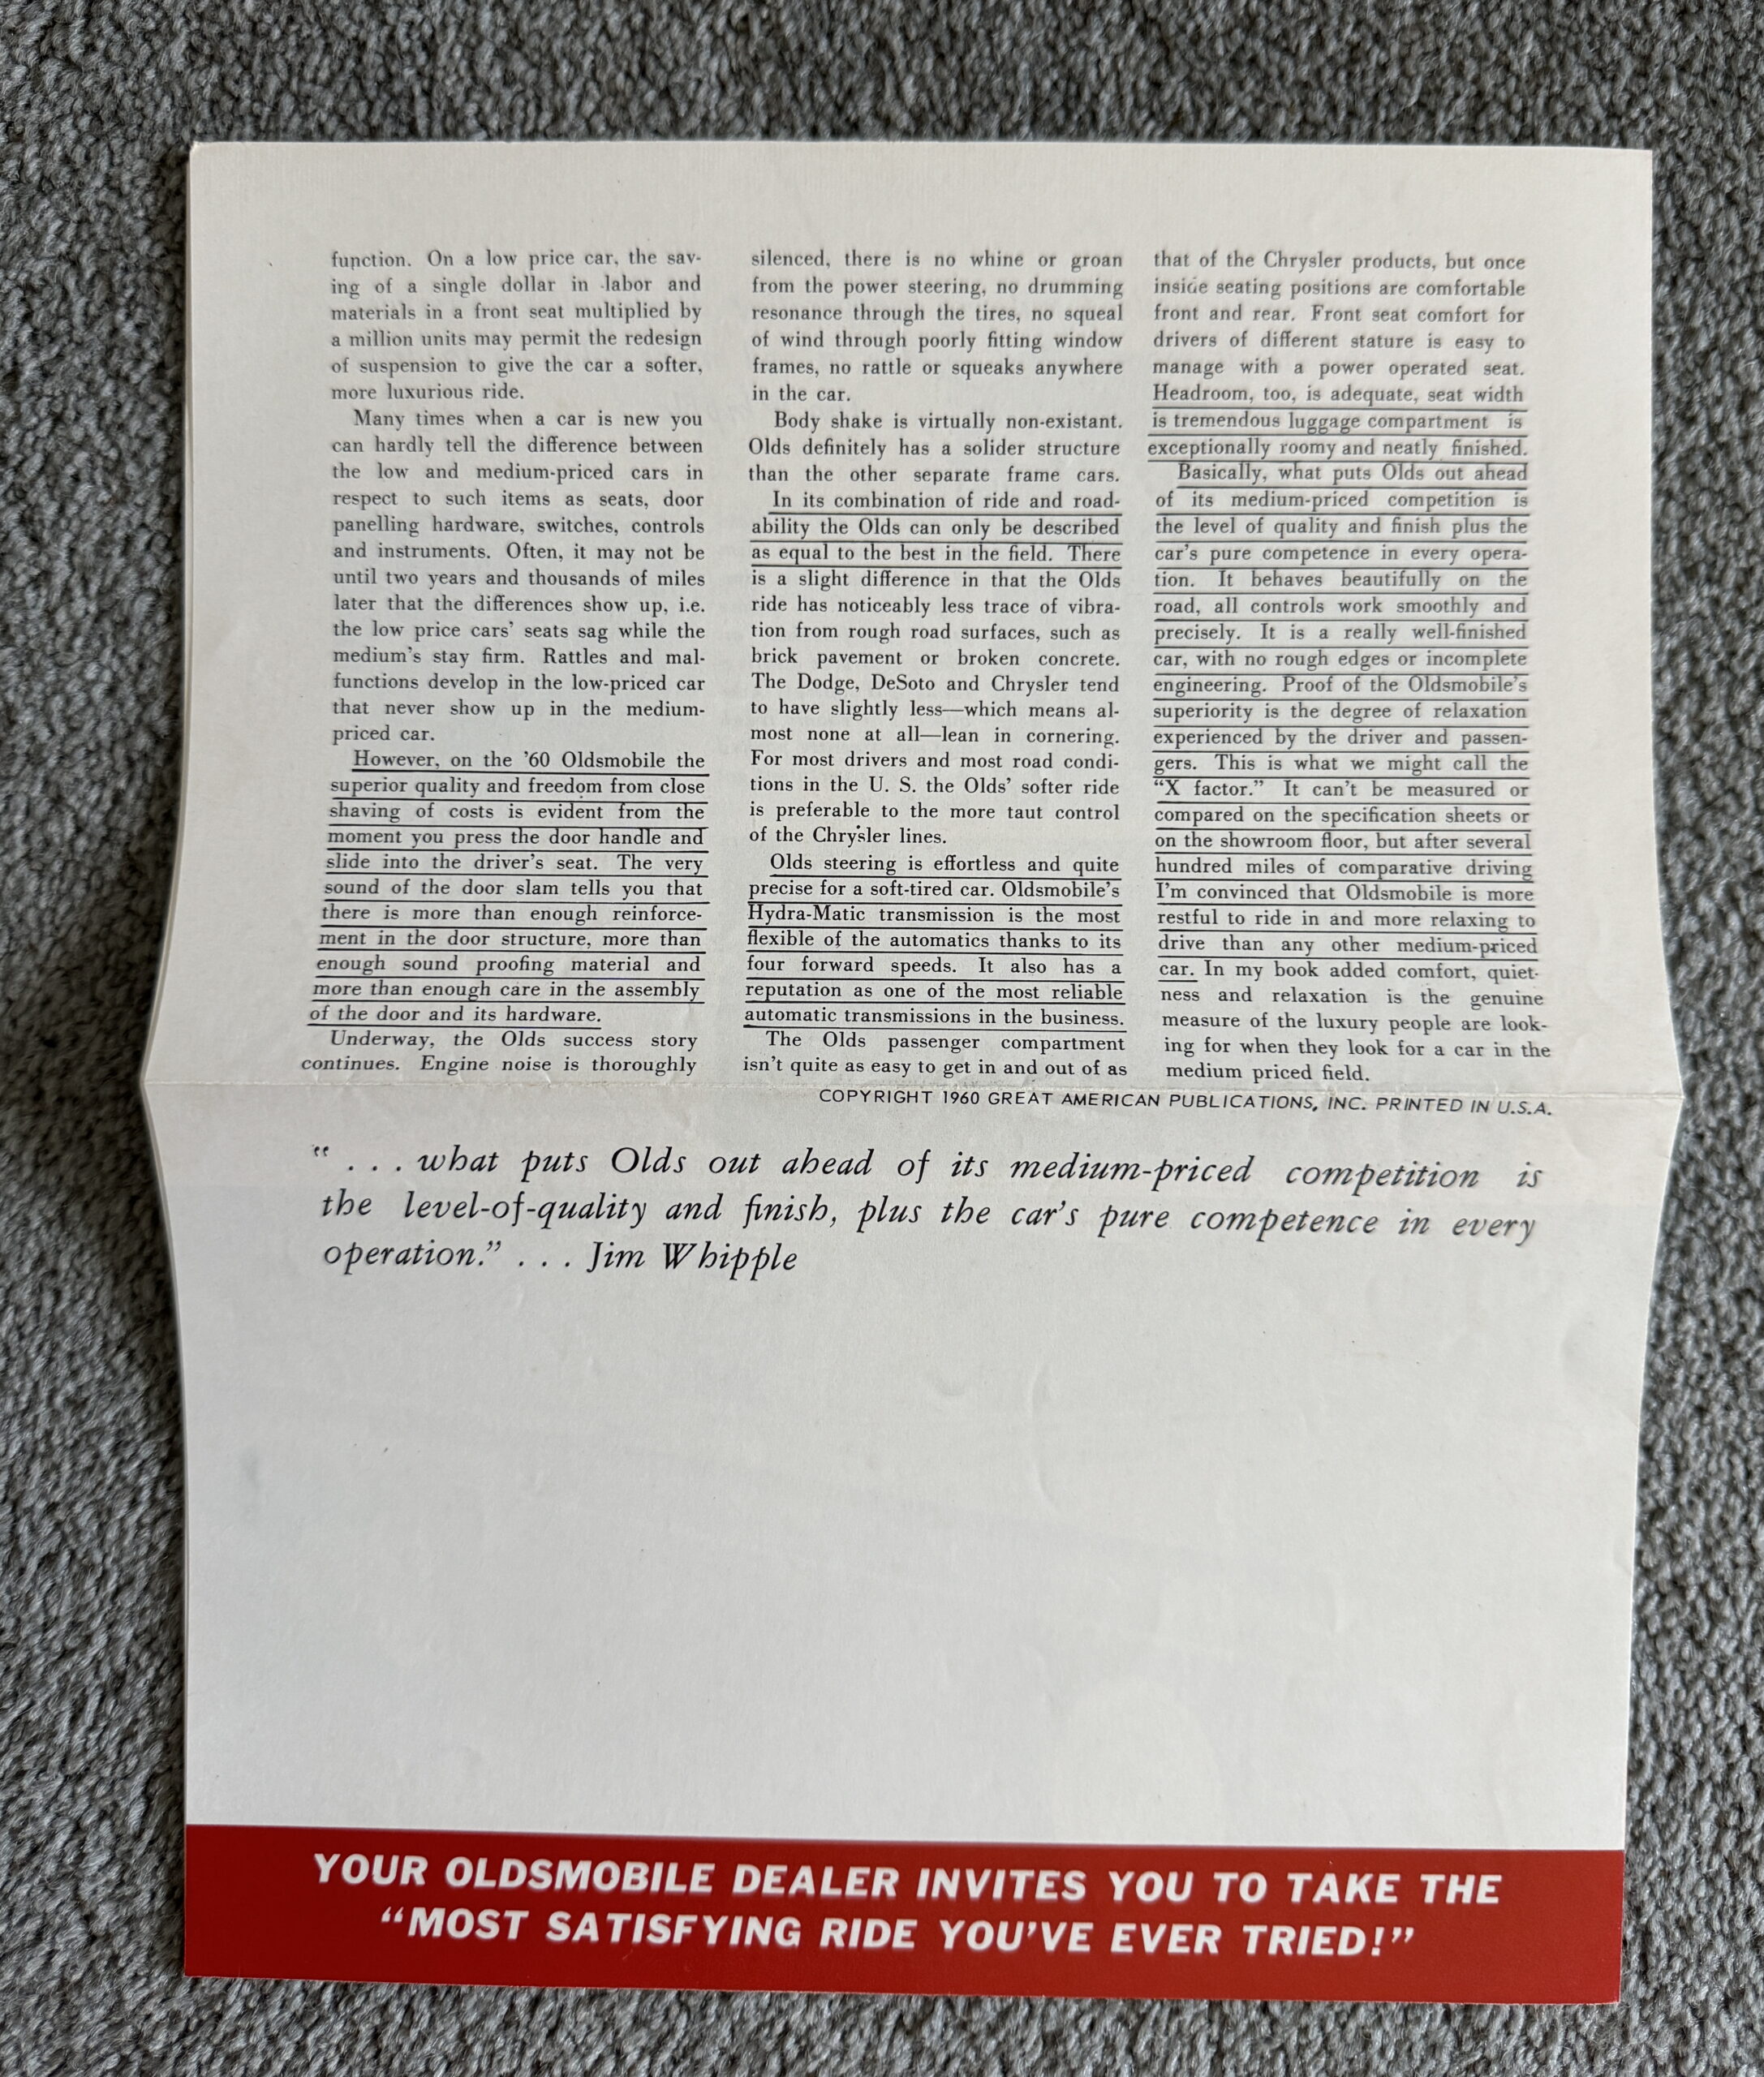 function. On a low price car, the sav-
ing of a single dollar in labor and
materials in a front seat multiplied by
a million units may permit the redesign
of suspension to give the car a softer,
more luxurious ride.
Many times when a car is new you
can hardly tell the difference between
the low and medium-priced cars in
respect to such items as seats, door
panelling hardware, switches, controls
and instruments. Often, it may not be
until two years and thousands of miles
later that the differences show up, i.e.
the low price cars' seats sag while the
medium's stay firm. Rattles and mal-
functions develop in the low-priced car
that never show up in the medium-
priced car.
However, on the '60 Oldsmobile the
superior quality and freedom from close
shaving of costs is evident from the
moment you press the door handle and
slide into the driver's seat. The very
sound of the door slam tells you that
there is more than enough reinforce-
ment in the door structure, more than
enough sound proofing material and
more than enough care in the assembly
of the door and its hardware.
Underway, the Olds success story
continues. Engine noise is thoroughly
silenced, there is no whine or groan
from the power steering, no drumming
resonance through the tires, no squeal
of wind through poorly fitting window
frames, no rattle or squeaks anywhere
in the car.
Body shake is virtually non-existant.
Olds definitely has a solider structure
than the other separate frame cars.
In its combination of ride and road-
ability the Olds can only be described
as equal to the best in the field. There
is a slight difference in that the Olds
ride has noticeably less trace of vibra-
tion from rough road surfaces, such as
brick pavement or broken concrete.
The Dodge, DeSoto and Chrysler tend
to have slightly less—which means al-
most none at all—lean in cornering.
For most drivers and most road condi-
tions in the U. S. the Olds' softer ride
is preferable to the more taut control
of the Chrysler lines.
Olds steering is effortless and quite
precise for a soft-tired car. Oldsmobile's
Hydra-Matic transmission is the most
flexible of the automatics thanks to its
four forward speeds. It also has a
reputation as one of the most reliable
automatic transmissions in the business.
The Olds passenger compartment
isn't quite as easy to get in and out of as
that of the Chrysler products, but once
inside seating positions are comfortable
front and rear. Front seat comfort for
drivers of different stature is easy to
manage with a power operated seat.
Headroom, too, is adequate, seat width
is tremendous luggage compartment is
exceptionally roomy and neatly finished.
Basically, what puts Olds out ahead
of its medium-priced competition is
the level of quality and finish plus the
car's pure competence in every opera-
tion. It behaves beautifully on the
road, all controls work smoothly and
precisely. It is a really well-finished
car, with no rough edges or incomplete
engineering. Proof of the Oldsmobile's
superiority is the degree of relaxation
experienced by the driver and passen-
gers. This is what we might call the
“X factor.” It can't be measured or
compared on the specification sheets or
on the showroom floor, but after several
hundred miles of comparative driving
I'm convinced that Oldsmobile is more
restful to ride in and more relaxing to
drive than any other medium-priced
car. In my book added comfort, quiet-
ness and relaxation is the genuine
measure of the luxury people are look-
ing for when they look for a car in the
medium priced field.
COPYRIGHT 1960 GREAT AMERICAN PUBLICATIONS, INC. PRINTED IN U.S.A.
“ . . . what puts Olds out ahead of its medium-priced competition is
the level-of-quality and finish, plus the car's pure competence in every
operation.” . . . Jim Whipple
YOUR OLDSMOBILE DEALER INVITES YOU TO TAKE THE
“MOST SATISFYING RIDE YOU'VE EVER TRIED!”